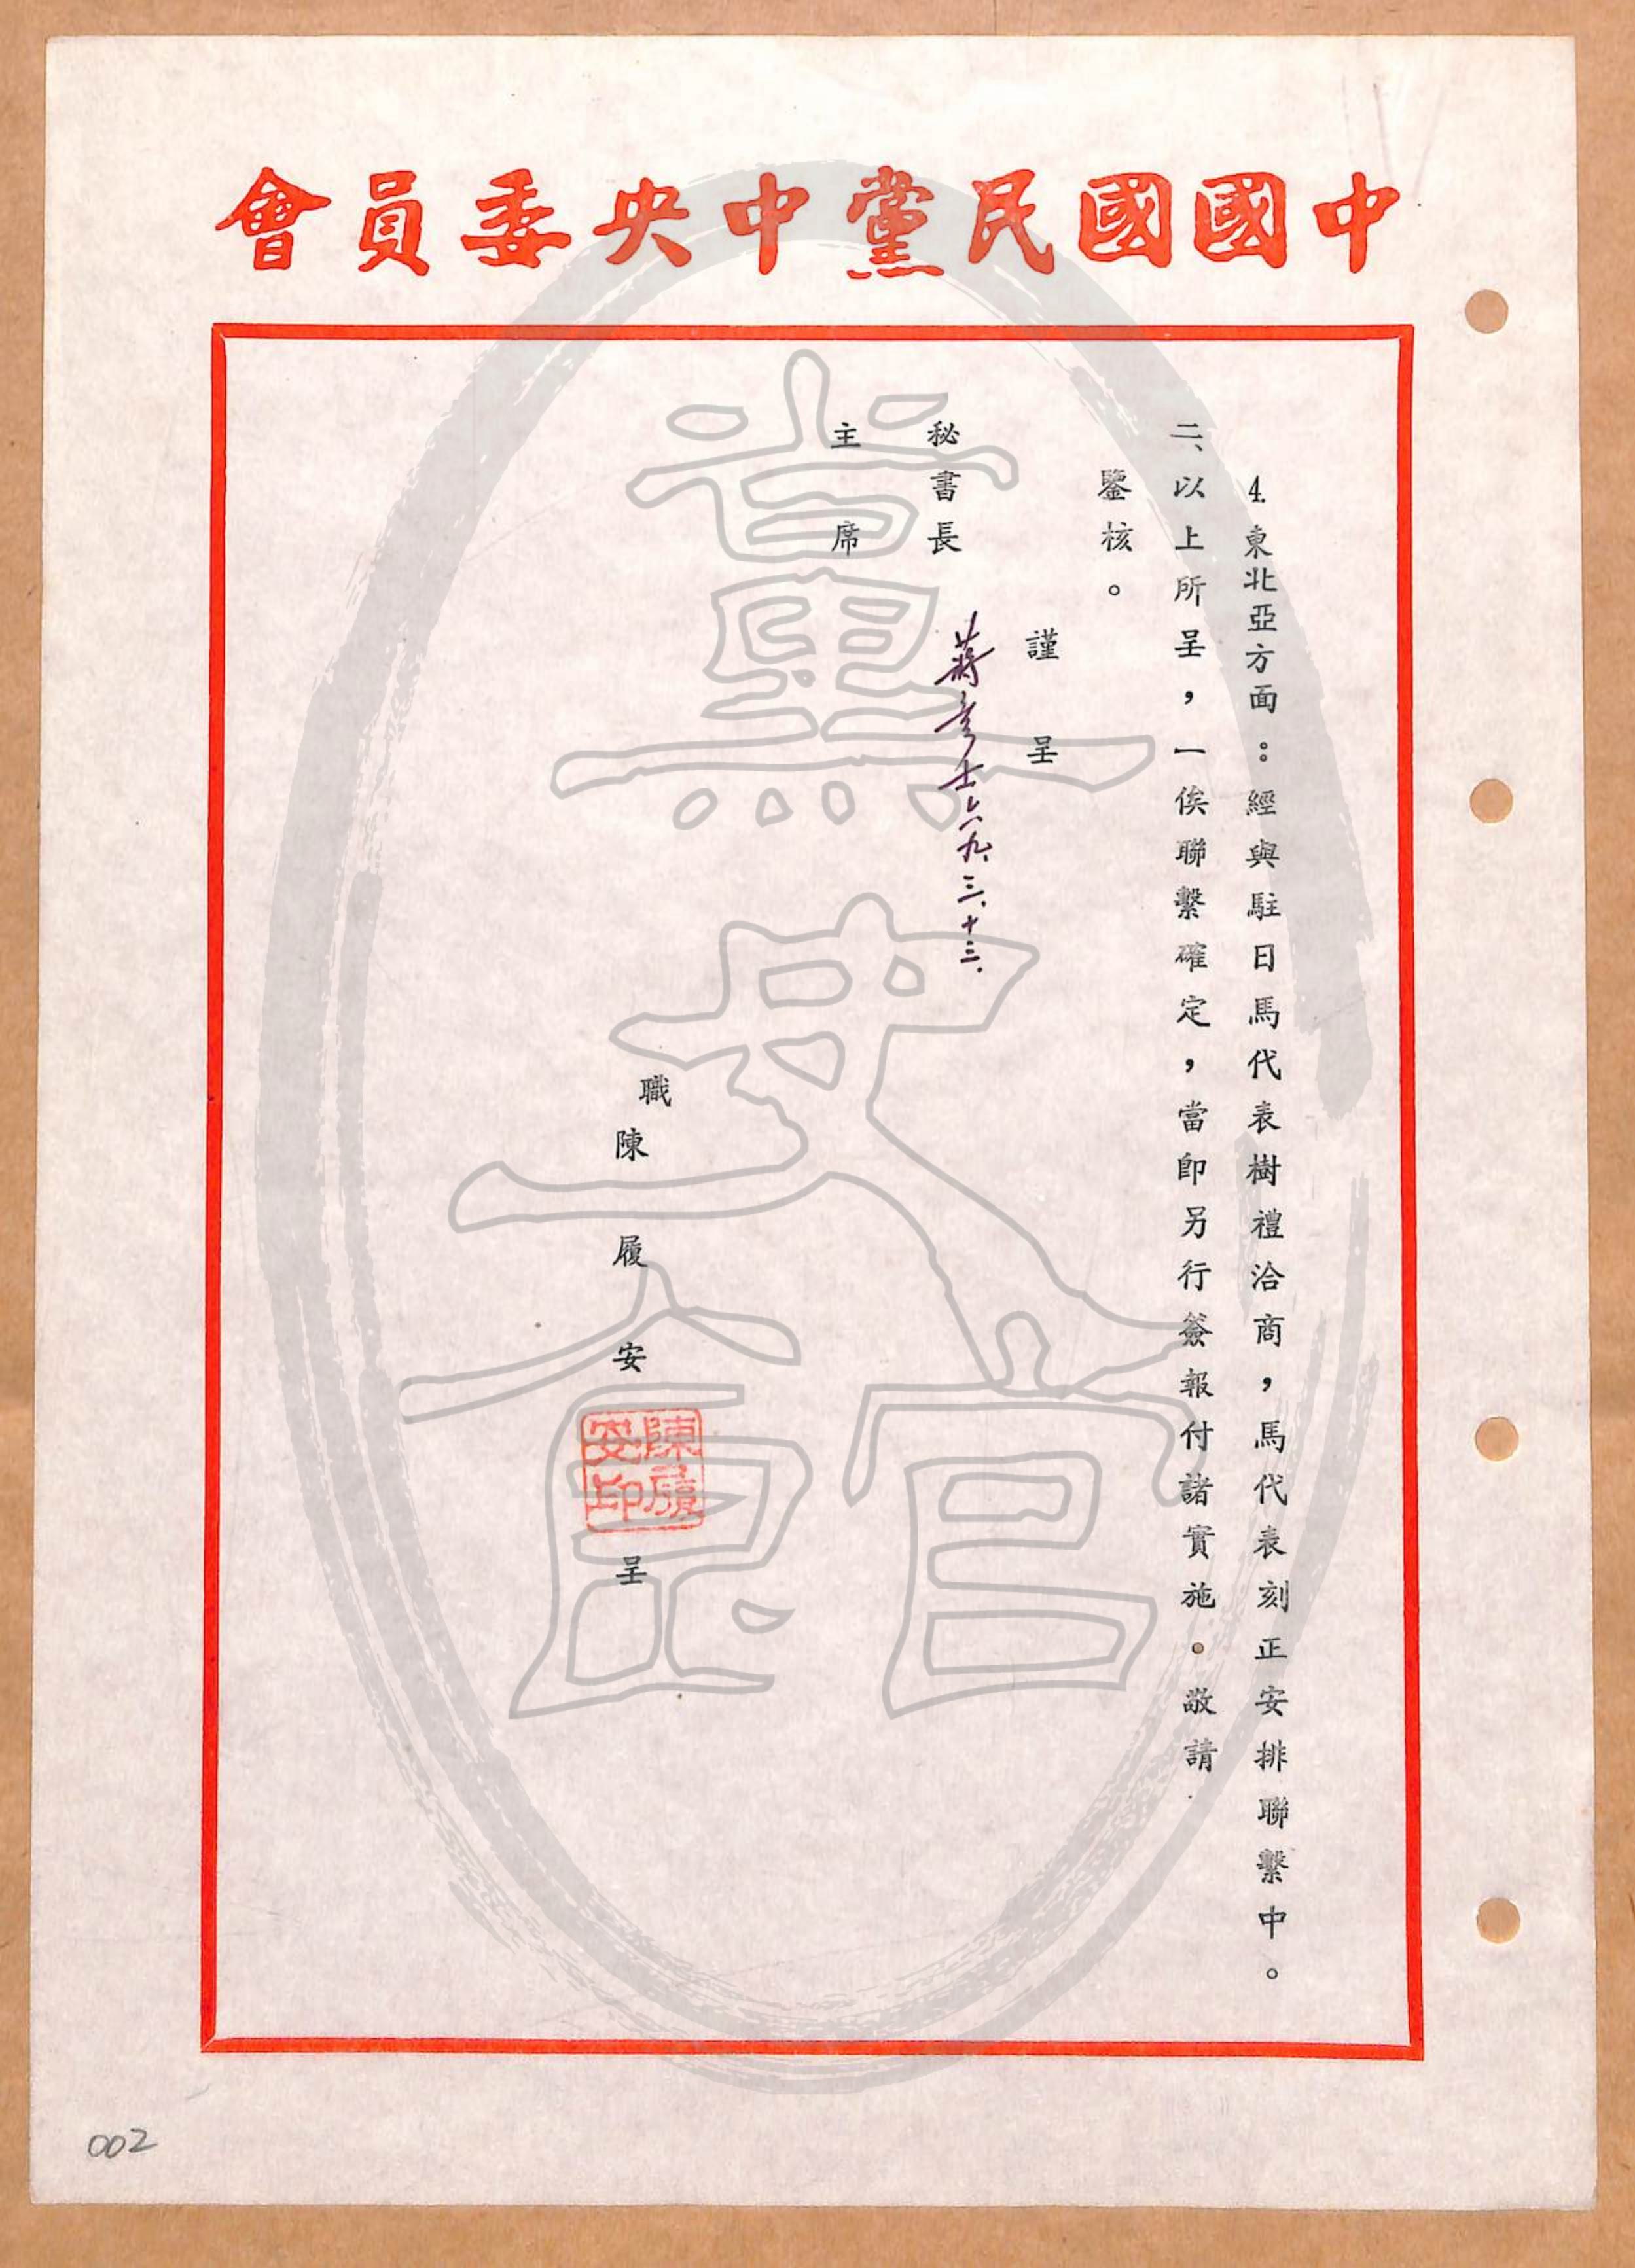 中國國民黨中央委員會
4.東北亞方面：經與駐日馬代表樹禮洽商，馬代表刻正安排聯繫中。
二、以上所呈，一俟聯繫確定，當即另行簽報付諸實施。敬請
鑒核。
謹呈
秘書長 蔣彥士六九、三、十三、
主席
職陳履安 呈
陳履安印
黨史館
002